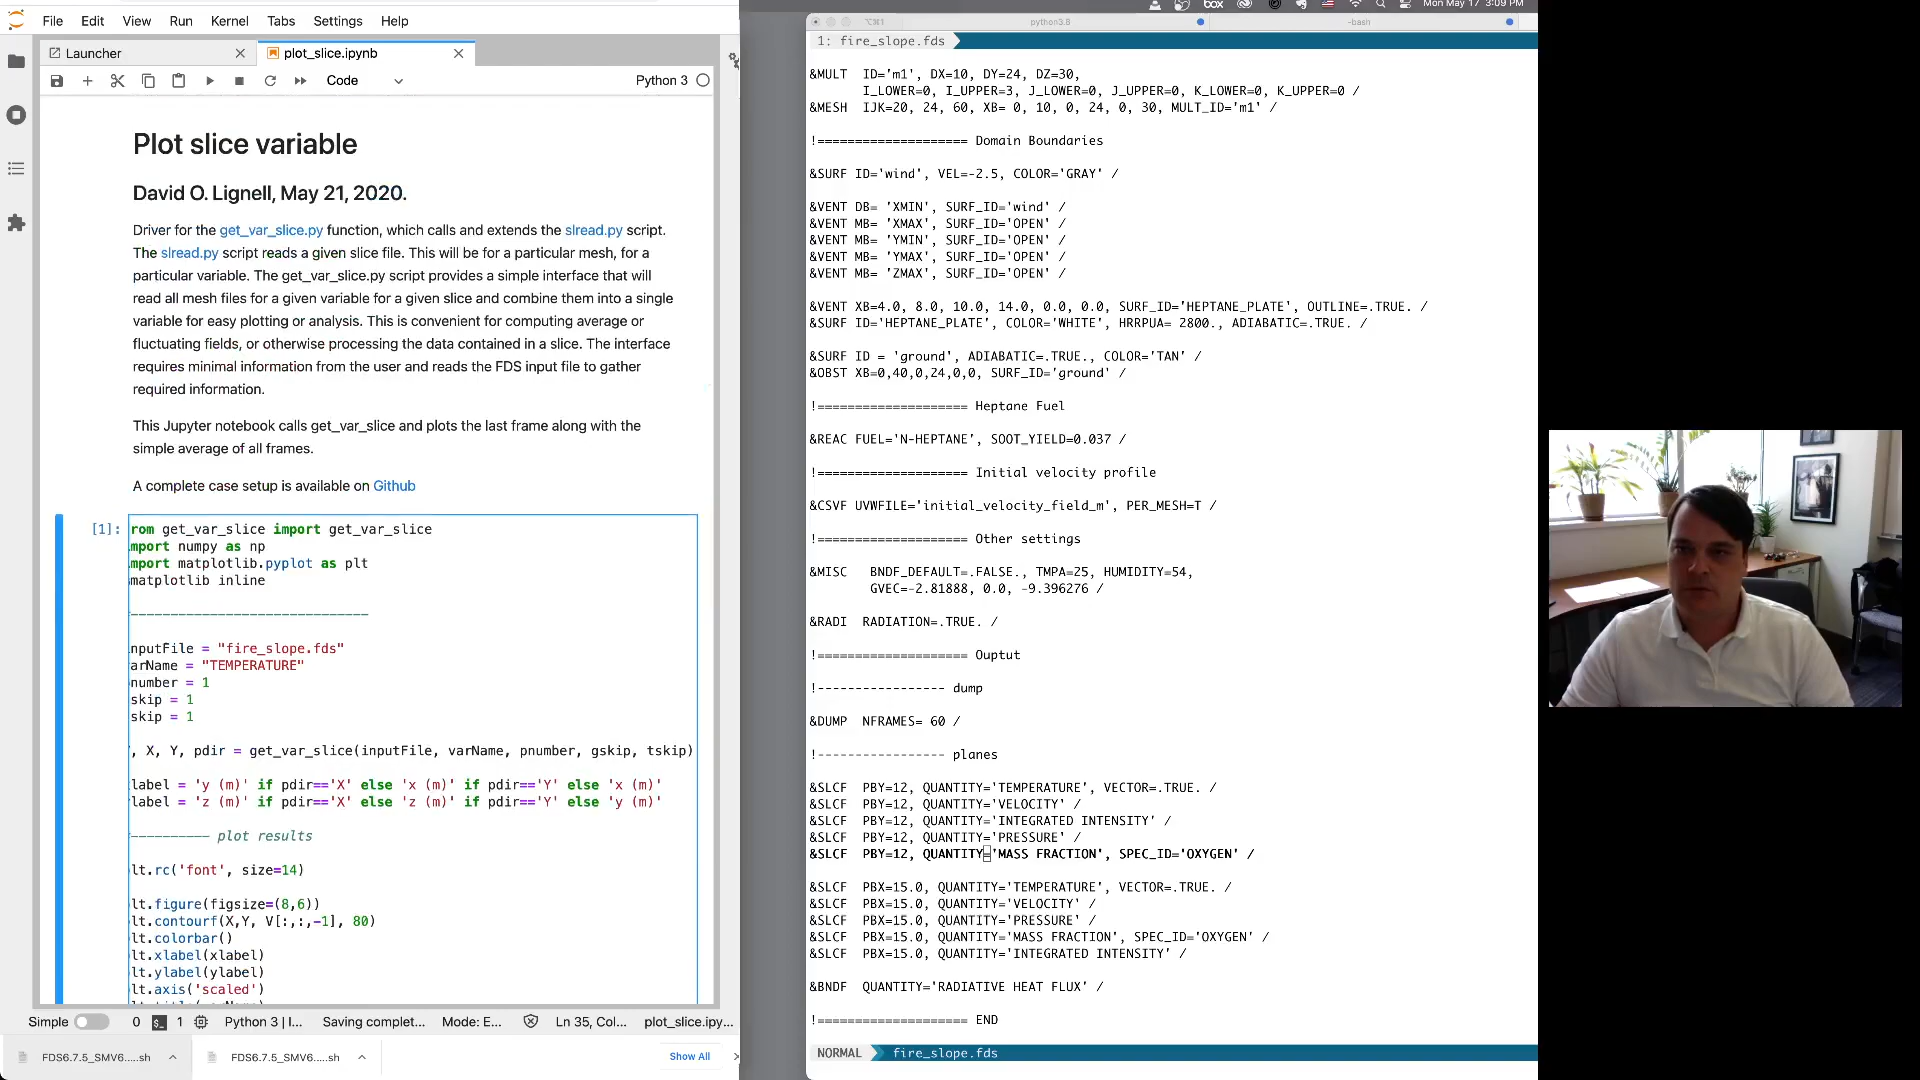 File Edit View Run Kernel Tabs Settings Help
Launcher
plot_slice.ipynb
Code
Python 3
Plot slice variable
David O. Lignell, May 21, 2020.
Driver for the get_var_slice.py function, which calls and extends the slread.py script.
The slread.py script reads a given slice file. This will be for a particular mesh, for a
particular variable. The get_var_slice.py script provides a simple interface that will
read all mesh files for a given variable for a given slice and combine them into a single
variable for easy plotting or analysis. This is convenient for computing average or
fluctuating fields, or otherwise processing the data contained in a slice. The interface
requires minimal information from the user and reads the FDS input file to gather
required information.
This Jupyter notebook calls get_var_slice and plots the last frame along with the
simple average of all frames.
A complete case setup is available on Github
[1]:
rom get_var_slice import get_var_slice
mport numpy as np
mport matplotlib.pyplot as plt
matplotlib inline
-----------------------------
nputFile = "fire_slope.fds"
arName = "TEMPERATURE"
number = 1
skip = 1
skip = 1
, X, Y, pdir = get_var_slice(inputFile, varName, pnumber, gskip, tskip)
label = 'y (m)' if pdir=='X' else 'x (m)' if pdir=='Y' else 'x (m)'
label = 'z (m)' if pdir=='X' else 'z (m)' if pdir=='Y' else 'y (m)'
---------- plot results
lt.rc('font', size=14)
lt.figure(figsize=(8,6))
lt.contourf(X,Y, V[:,:,-1], 80)
lt.colorbar()
lt.xlabel(xlabel)
lt.ylabel(ylabel)
lt.axis('scaled')
Simple 0 $_ 1 Python 3 | I... Saving complet... Mode: E... Ln 35, Col... plot_slice.ipy...
FDS6.7.5_SMV6.....sh
FDS6.7.5_SMV6.....sh
Show All
box
Mon May 17 3:09 PM
⌥⌘1
python3.8
-bash
1: fire_slope.fds
&MULT ID='m1', DX=10, DY=24, DZ=30,
I_LOWER=0, I_UPPER=3, J_LOWER=0, J_UPPER=0, K_LOWER=0, K_UPPER=0 /
&MESH IJK=20, 24, 60, XB= 0, 10, 0, 24, 0, 30, MULT_ID='m1' /
!==================== Domain Boundaries
&SURF ID='wind', VEL=-2.5, COLOR='GRAY' /
&VENT DB= 'XMIN', SURF_ID='wind' /
&VENT MB= 'XMAX', SURF_ID='OPEN' /
&VENT MB= 'YMIN', SURF_ID='OPEN' /
&VENT MB= 'YMAX', SURF_ID='OPEN' /
&VENT MB= 'ZMAX', SURF_ID='OPEN' /
&VENT XB=4.0, 8.0, 10.0, 14.0, 0.0, 0.0, SURF_ID='HEPTANE_PLATE', OUTLINE=.TRUE. /
&SURF ID='HEPTANE_PLATE', COLOR='WHITE', HRRPUA= 2800., ADIABATIC=.TRUE. /
&SURF ID = 'ground', ADIABATIC=.TRUE., COLOR='TAN' /
&OBST XB=0,40,0,24,0,0, SURF_ID='ground' /
!==================== Heptane Fuel
&REAC FUEL='N-HEPTANE', SOOT_YIELD=0.037 /
!==================== Initial velocity profile
&CSVF UVWFILE='initial_velocity_field_m', PER_MESH=T /
!==================== Other settings
&MISC BNDF_DEFAULT=.FALSE., TMPA=25, HUMIDITY=54,
GVEC=-2.81888, 0.0, -9.396276 /
&RADI RADIATION=.TRUE. /
!==================== Ouptut
!----------------- dump
&DUMP NFRAMES= 60 /
!----------------- planes
&SLCF PBY=12, QUANTITY='TEMPERATURE', VECTOR=.TRUE. /
&SLCF PBY=12, QUANTITY='VELOCITY' /
&SLCF PBY=12, QUANTITY='INTEGRATED INTENSITY' /
&SLCF PBY=12, QUANTITY='PRESSURE' /
&SLCF PBY=12, QUANTITY='MASS FRACTION', SPEC_ID='OXYGEN' /
&SLCF PBX=15.0, QUANTITY='TEMPERATURE', VECTOR=.TRUE. /
&SLCF PBX=15.0, QUANTITY='VELOCITY' /
&SLCF PBX=15.0, QUANTITY='PRESSURE' /
&SLCF PBX=15.0, QUANTITY='MASS FRACTION', SPEC_ID='OXYGEN' /
&SLCF PBX=15.0, QUANTITY='INTEGRATED INTENSITY' /
&BNDF QUANTITY='RADIATIVE HEAT FLUX' /
!==================== END
NORMAL fire_slope.fds